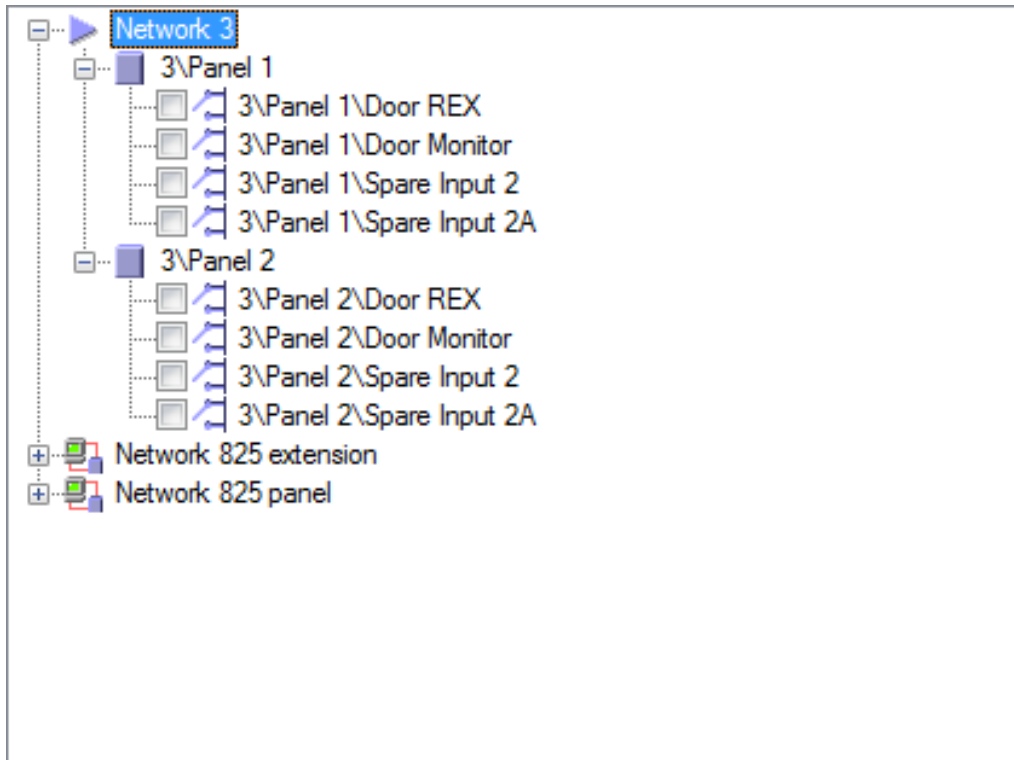 Network 3
3\Panel 1
3\Panel 1\Door REX
3\Panel 1\Door Monitor
3\Panel 1\Spare Input 2
3\Panel 1\Spare Input 2A
3\Panel 2
3\Panel 2\Door REX
3\Panel 2\Door Monitor
3\Panel 2\Spare Input 2
3\Panel 2\Spare Input 2A
Network 825 extension
Network 825 panel